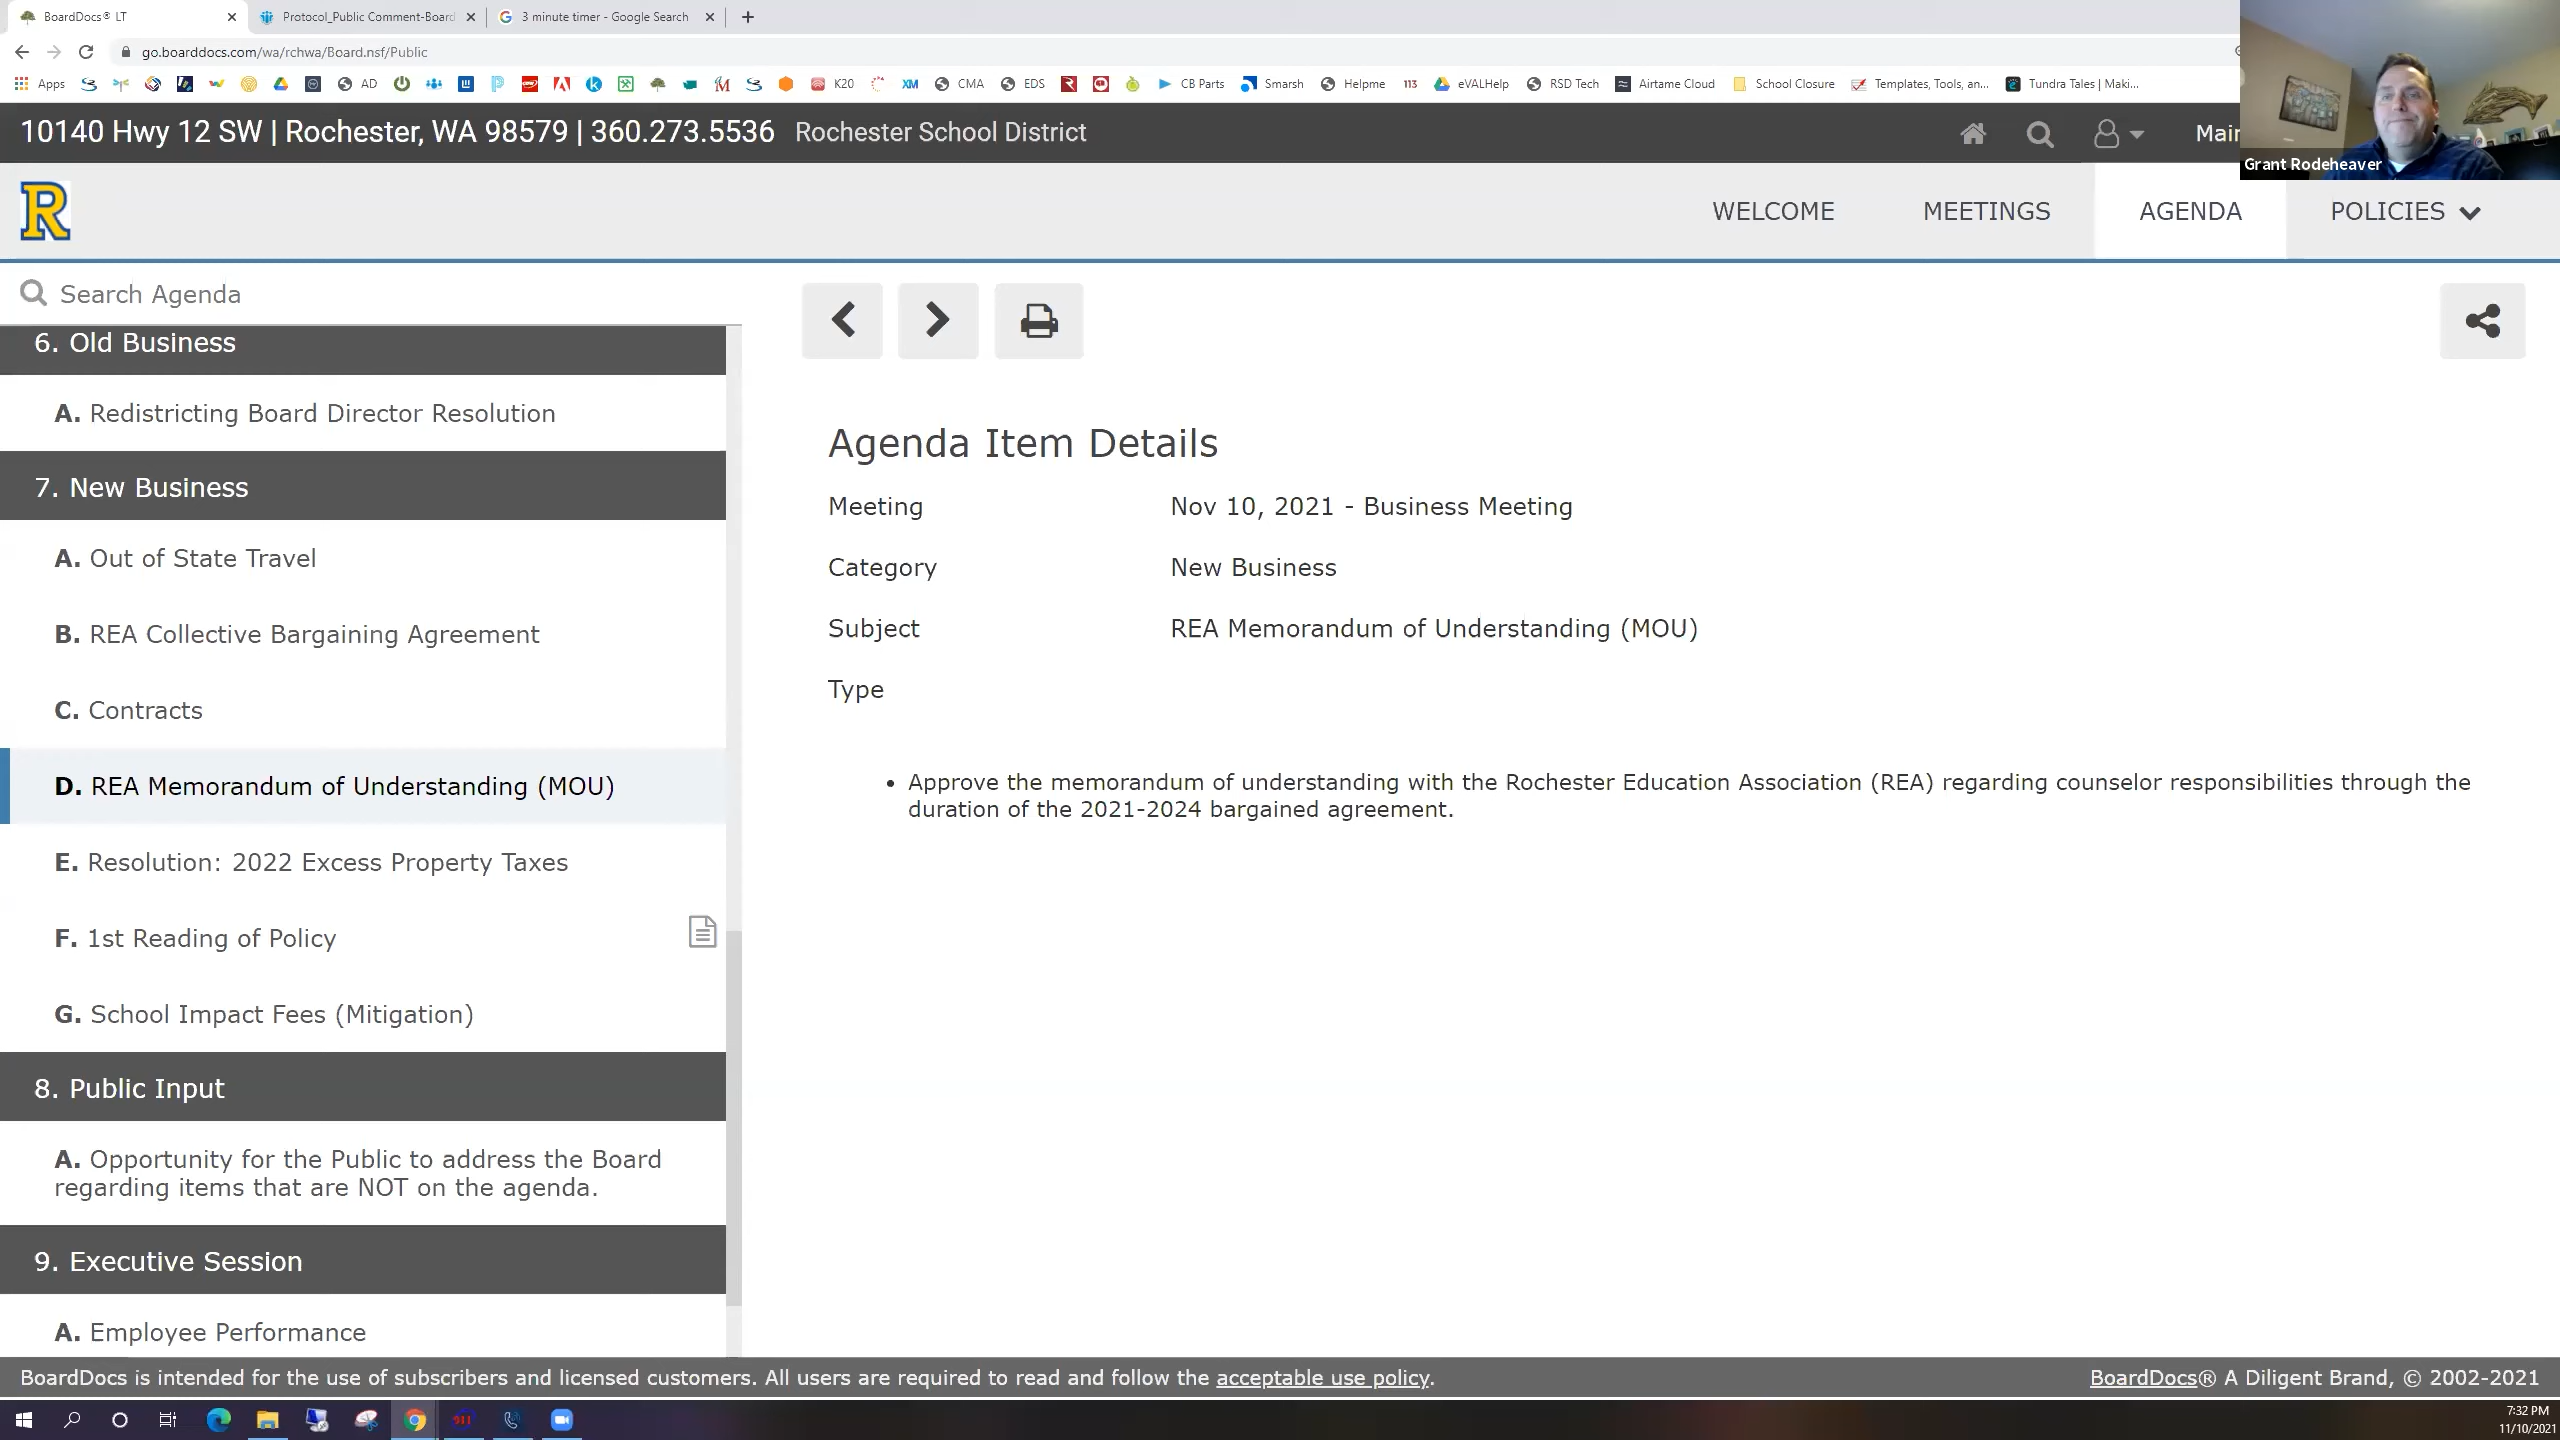 BoardDocs® LT
Protocol_Public Comment-Board
3 minute timer - Google Search
go.boarddocs.com/wa/rchwa/Board.nsf/Public
Apps
AD
K20
XM
CMA
EDS
CB Parts
Smarsh
Helpme
113
eVALHelp
RSD Tech
Airtame Cloud
School Closure
Templates, Tools, an...
Tundra Tales | Maki...
10140 Hwy 12 SW | Rochester, WA 98579 | 360.273.5536 Rochester School District
Grant Rodeheaver
R
WELCOME
MEETINGS
AGENDA
POLICIES
Search Agenda
6. Old Business
A. Redistricting Board Director Resolution
7. New Business
A. Out of State Travel
B. REA Collective Bargaining Agreement
C. Contracts
D. REA Memorandum of Understanding (MOU)
E. Resolution: 2022 Excess Property Taxes
F. 1st Reading of Policy
G. School Impact Fees (Mitigation)
8. Public Input
A. Opportunity for the Public to address the Board
regarding items that are NOT on the agenda.
9. Executive Session
A. Employee Performance
Agenda Item Details
Meeting Nov 10, 2021 - Business Meeting
Category New Business
Subject REA Memorandum of Understanding (MOU)
Type
• Approve the memorandum of understanding with the Rochester Education Association (REA) regarding counselor responsibilities through the
duration of the 2021-2024 bargained agreement.
BoardDocs is intended for the use of subscribers and licensed customers. All users are required to read and follow the acceptable use policy.
BoardDocs® A Diligent Brand, © 2002-2021
911
7:32 PM
11/10/2021